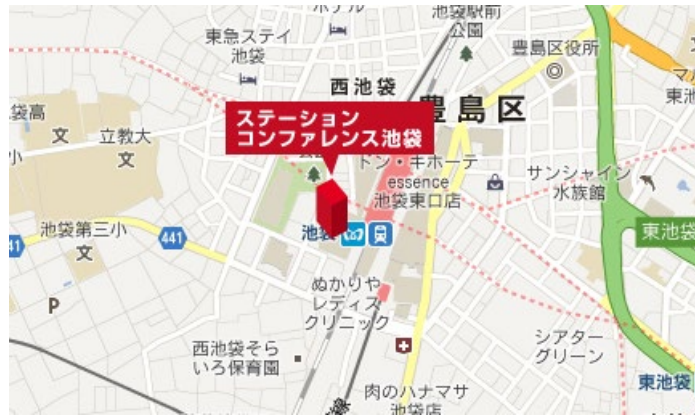 ホテル
池袋駅前
公園
東急ステイ
池袋
豊島区役所
西池袋
豊島区
袋高
文
立教大
文
小
ステーション
コンファレンス池袋
ドン・キホーテ
essence
池袋東口店
サンシャイン
水族館
池袋第三小
文
441
441
池袋
東池袋
P
ぬかりや
レディス
クリニック
シアター
グリーン
西池袋そら
いろ保育園
肉のハナマサ
池袋店
東池袋
線